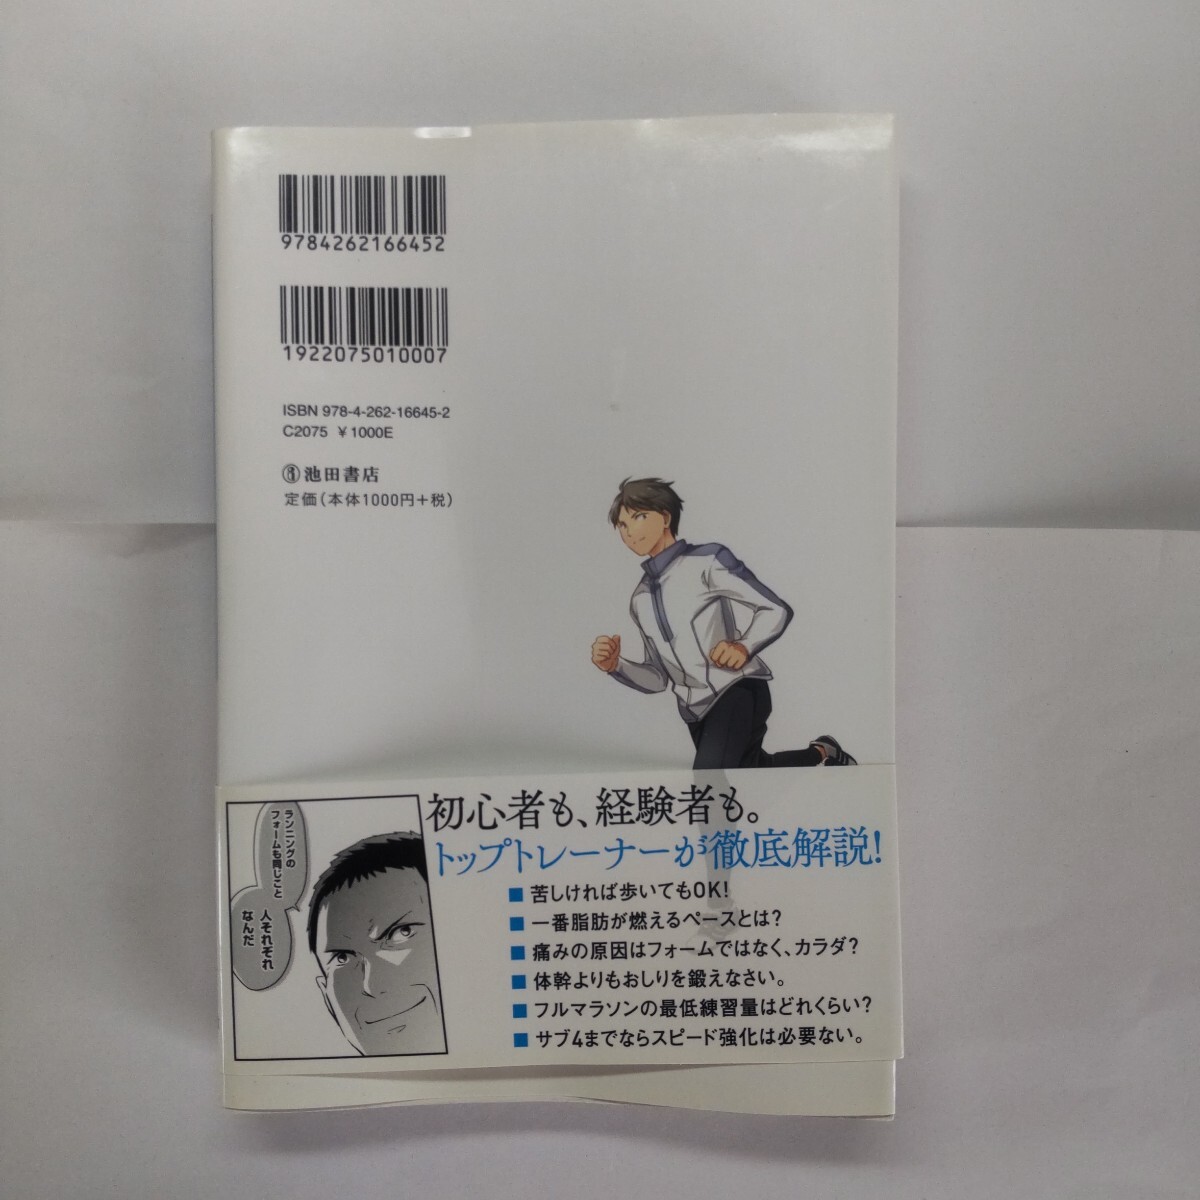 9784262166452
1922075010007
ISBN 978-4-262-16645-2
C2075 ¥1000E
池田書店
定価(本体1000円+税)
ランニングの
フォームも同じこと
人それぞれ
なんだ
初心者も、経験者も。
トップトレーナーが徹底解説!
■ 苦しければ歩いてもOK!
■ 一番脂肪が燃えるペースとは?
■ 痛みの原因はフォームではなく、カラダ?
■ 体幹よりもおしりを鍛えなさい。
■ フルマラソンの最低練習量はどれくらい?
■ サブ4までならスピード強化は必要ない。